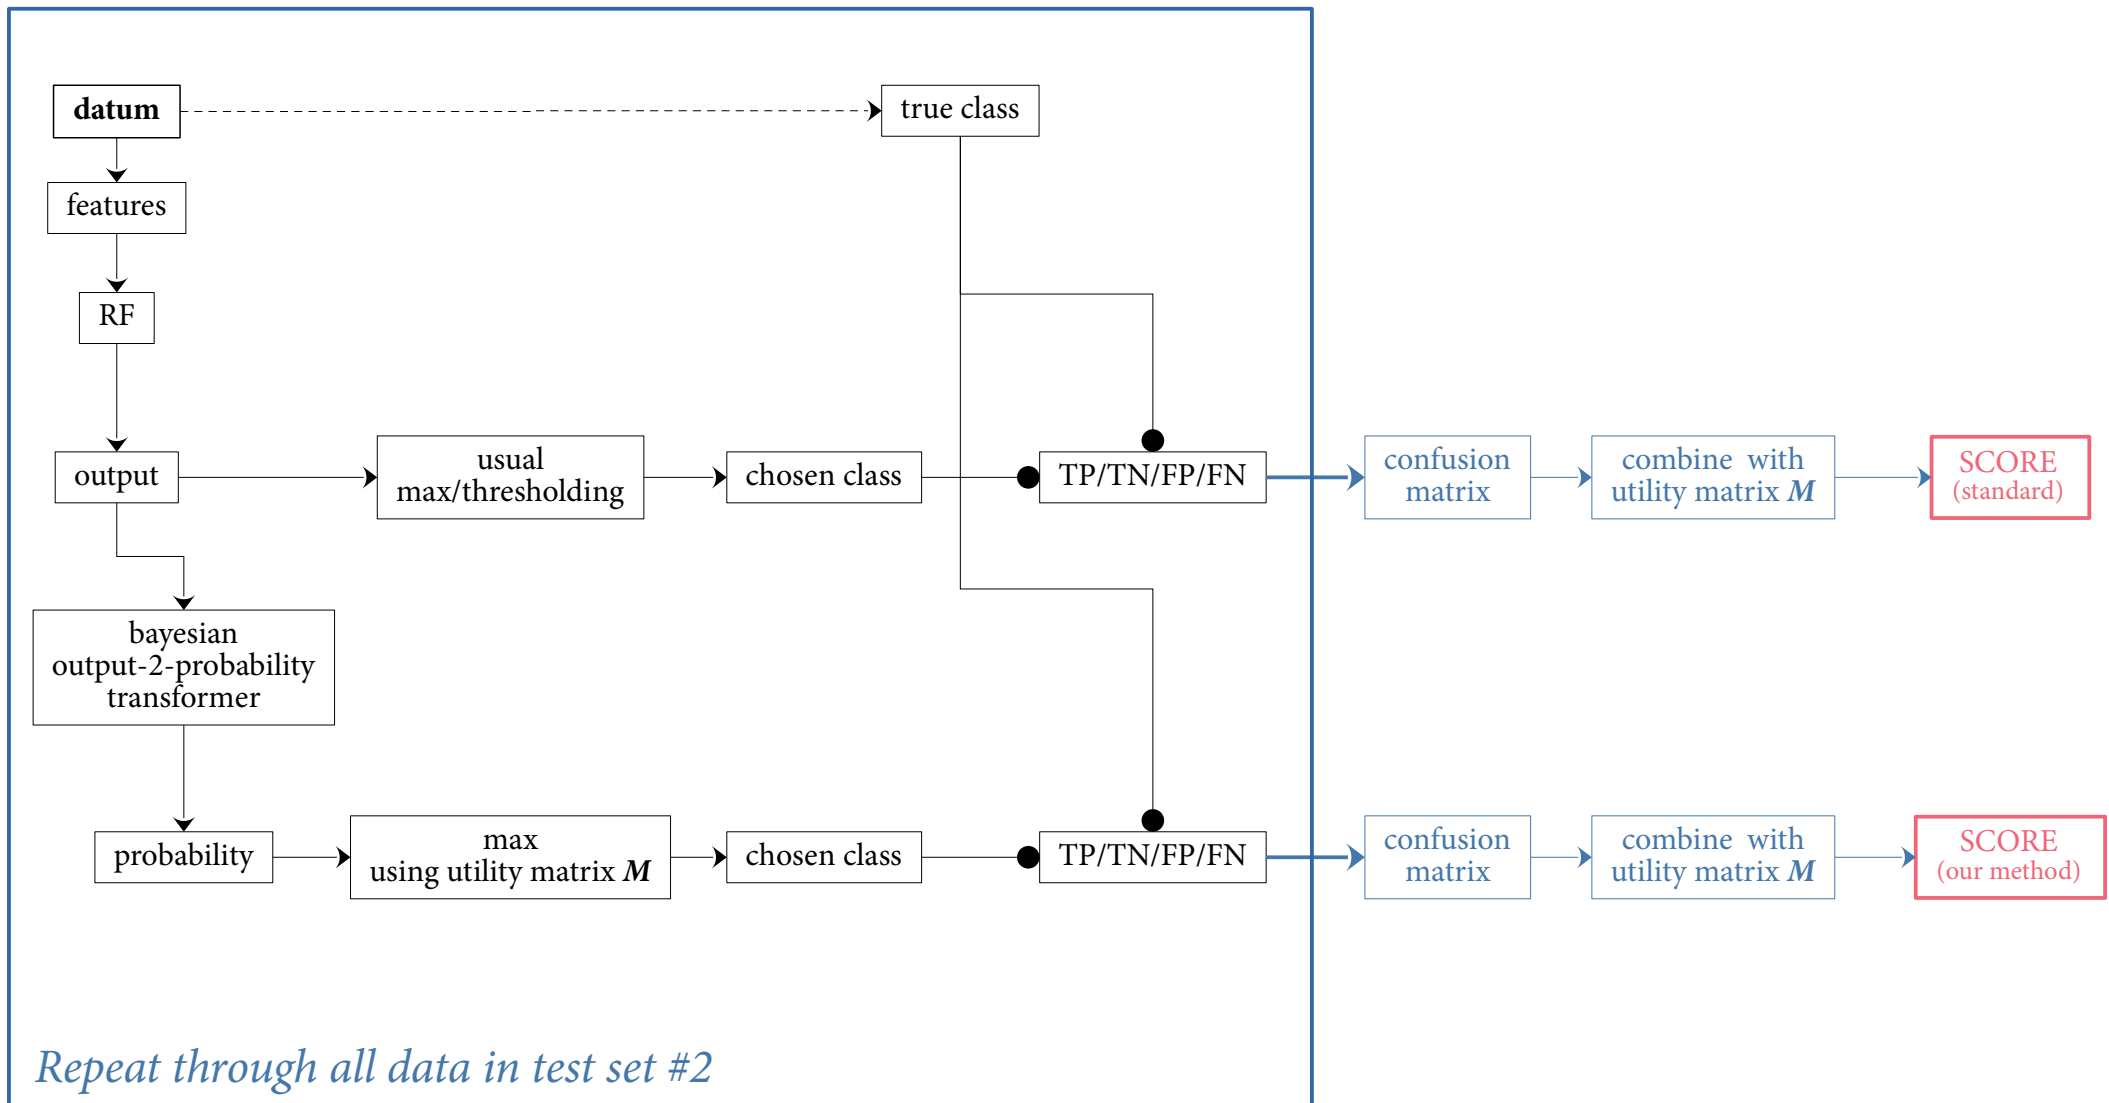 datum
true class
features
RF
output
usual
max/thresholding
chosen class
TP/TN/FP/FN
confusion
matrix
combine with
utility matrix M
SCORE
(standard)
bayesian
output-2-probability
transformer
probability
max
using utility matrix M
chosen class
TP/TN/FP/FN
confusion
matrix
combine with
utility matrix M
SCORE
(our method)
Repeat through all data in test set #2